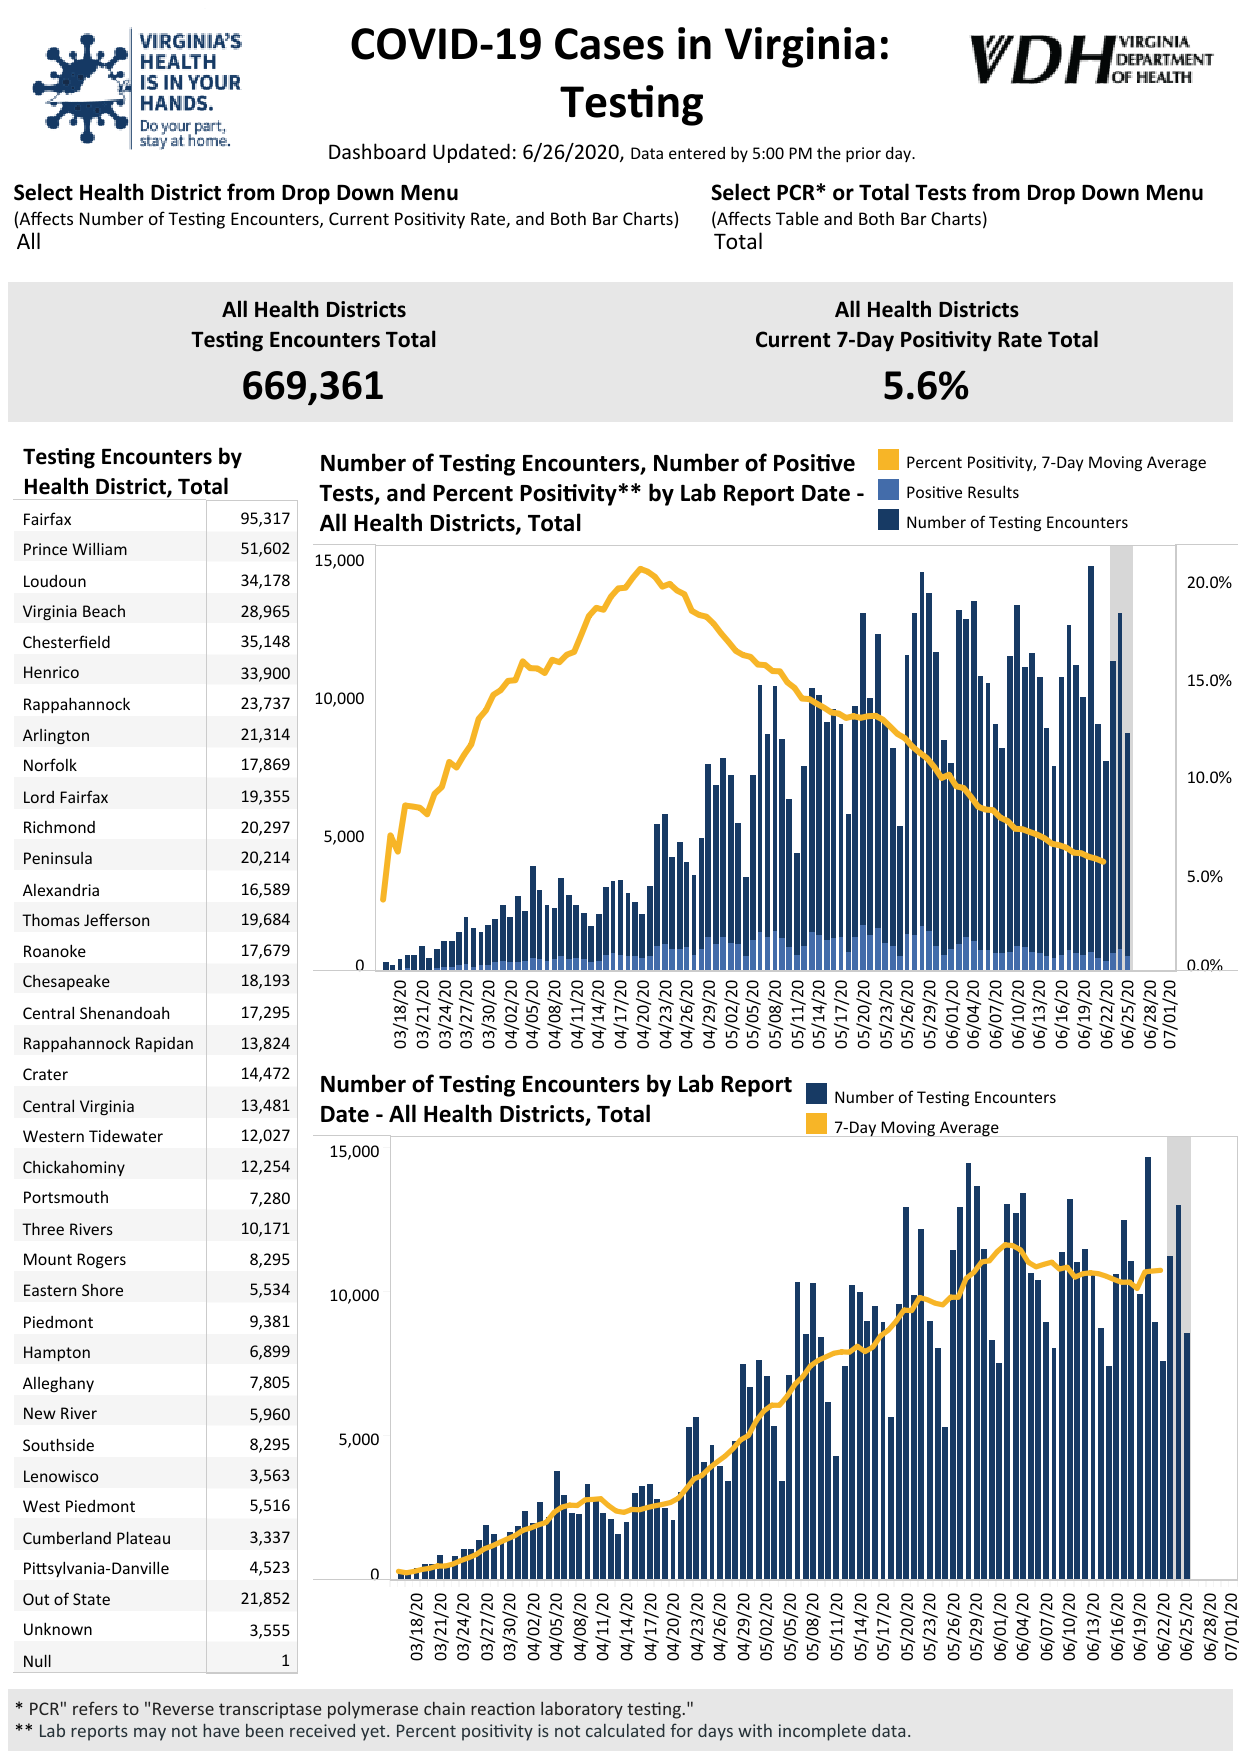 VIRGINIA'S
HEALTH
IS IN YOUR
HANDS.
Do your part,
stay at home.
COVID-19 Cases in Virginia:
Testing
VDH VIRGINIA
DEPARTMENT
OF HEALTH
Dashboard Updated: 6/26/2020, Data entered by 5:00 PM the prior day.
Select Health District from Drop Down Menu
(Affects Number of Testing Encounters, Current Positivity Rate, and Both Bar Charts)
All
Select PCR* or Total Tests from Drop Down Menu
(Affects Table and Both Bar Charts)
Total
All Health Districts
Testing Encounters Total
669,361
All Health Districts
Current 7-Day Positivity Rate Total
5.6%
Testing Encounters by
Health District, Total
Fairfax 95,317
Prince William 51,602
Loudoun 34,178
Virginia Beach 28,965
Chesterfield 35,148
Henrico 33,900
Rappahannock 23,737
Arlington 21,314
Norfolk 17,869
Lord Fairfax 19,355
Richmond 20,297
Peninsula 20,214
Alexandria 16,589
Thomas Jefferson 19,684
Roanoke 17,679
Chesapeake 18,193
Central Shenandoah 17,295
Rappahannock Rapidan 13,824
Crater 14,472
Central Virginia 13,481
Western Tidewater 12,027
Chickahominy 12,254
Portsmouth 7,280
Three Rivers 10,171
Mount Rogers 8,295
Eastern Shore 5,534
Piedmont 9,381
Hampton 6,899
Alleghany 7,805
New River 5,960
Southside 8,295
Lenowisco 3,563
West Piedmont 5,516
Cumberland Plateau 3,337
Pittsylvania-Danville 4,523
Out of State 21,852
Unknown 3,555
Null 1
Number of Testing Encounters, Number of Positive
Tests, and Percent Positivity** by Lab Report Date -
All Health Districts, Total
Percent Positivity, 7-Day Moving Average
Positive Results
Number of Testing Encounters
15,000
10,000
5,000
0
20.0%
15.0%
10.0%
5.0%
0.0%
03/18/20
03/21/20
03/24/20
03/27/20
03/30/20
04/02/20
04/05/20
04/08/20
04/11/20
04/14/20
04/17/20
04/20/20
04/23/20
04/26/20
04/29/20
05/02/20
05/05/20
05/08/20
05/11/20
05/14/20
05/17/20
05/20/20
05/23/20
05/26/20
05/29/20
06/01/20
06/04/20
06/07/20
06/10/20
06/13/20
06/16/20
06/19/20
06/22/20
06/25/20
06/28/20
07/01/20
Number of Testing Encounters by Lab Report
Date - All Health Districts, Total
Number of Testing Encounters
7-Day Moving Average
15,000
10,000
5,000
0
03/18/20
03/21/20
03/24/20
03/27/20
03/30/20
04/02/20
04/05/20
04/08/20
04/11/20
04/14/20
04/17/20
04/20/20
04/23/20
04/26/20
04/29/20
05/02/20
05/05/20
05/08/20
05/11/20
05/14/20
05/17/20
05/20/20
05/23/20
05/26/20
05/29/20
06/01/20
06/04/20
06/07/20
06/10/20
06/13/20
06/16/20
06/19/20
06/22/20
06/25/20
06/28/20
07/01/20
* PCR" refers to "Reverse transcriptase polymerase chain reaction laboratory testing."
** Lab reports may not have been received yet. Percent positivity is not calculated for days with incomplete data.